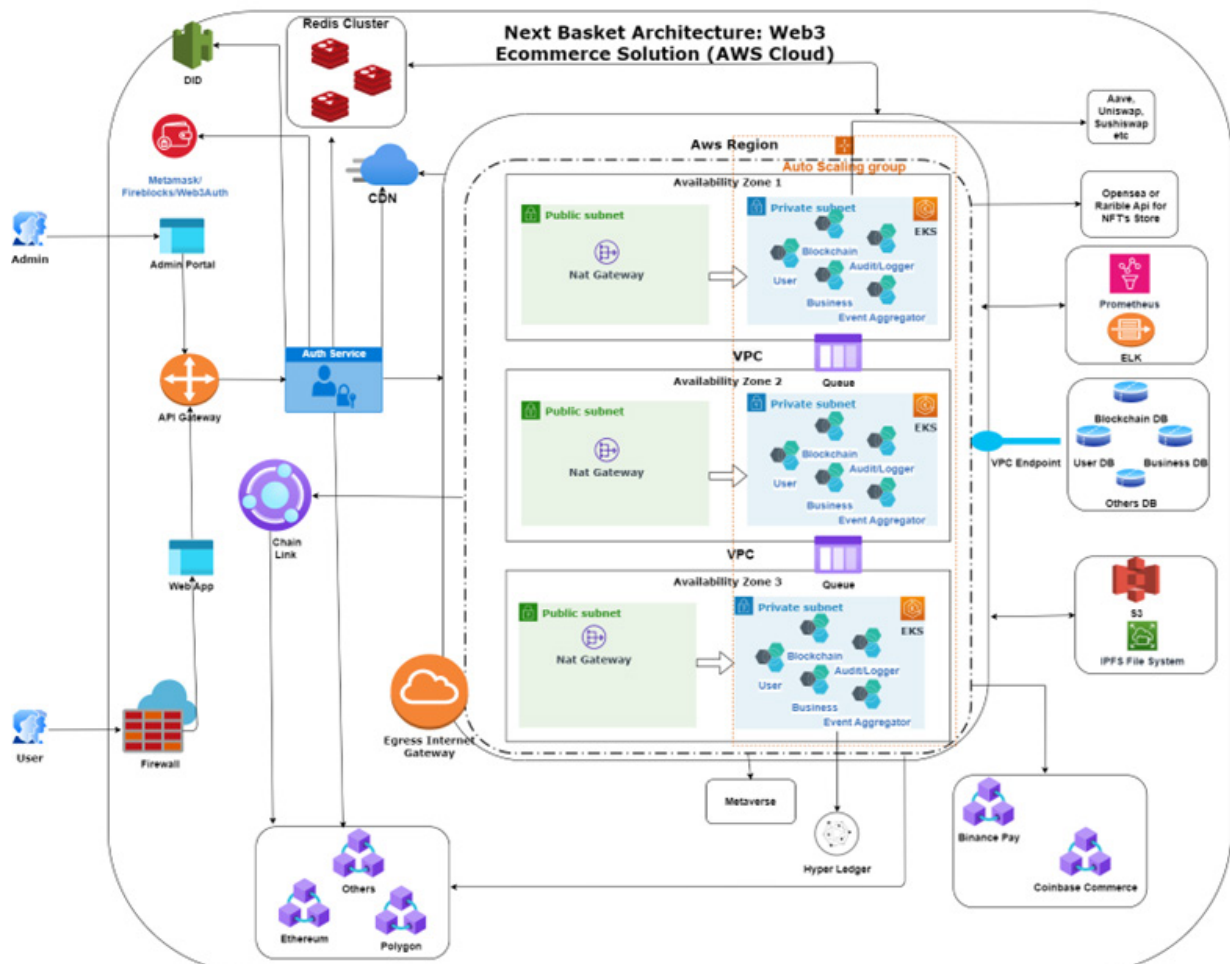 Next Basket Architecture: Web3
Ecommerce Solution (AWS Cloud)
Redis Cluster
DID
Metamask/
Fireblocks/Web3Auth
CDN
Admin
Admin Portal
Auth Service
API Gateway
Chain
Link
Web App
User
Firewall
Egress Internet
Gateway
Others
Ethereum
Polygon
Aws Region
Auto Scaling group
Availability Zone 1
Public subnet
Nat Gateway
Private subnet
EKS
Blockchain
Audit/Logger
User
Business
Event Aggregator
VPC
Queue
Availability Zone 2
Public subnet
Nat Gateway
Private subnet
EKS
Blockchain
Audit/Logger
User
Business
Event Aggregator
VPC
Queue
Availability Zone 3
Public subnet
Nat Gateway
Private subnet
EKS
Blockchain
Audit/Logger
User
Business
Event Aggregator
Metaverse
Hyper Ledger
Aave,
Uniswap,
Sushiswap
etc
Opensea or
Rarible Api for
NFT's Store
Prometheus
ELK
VPC Endpoint
Blockchain DB
User DB
Business DB
Others DB
S3
IPFS File System
Binance Pay
Coinbase Commerce